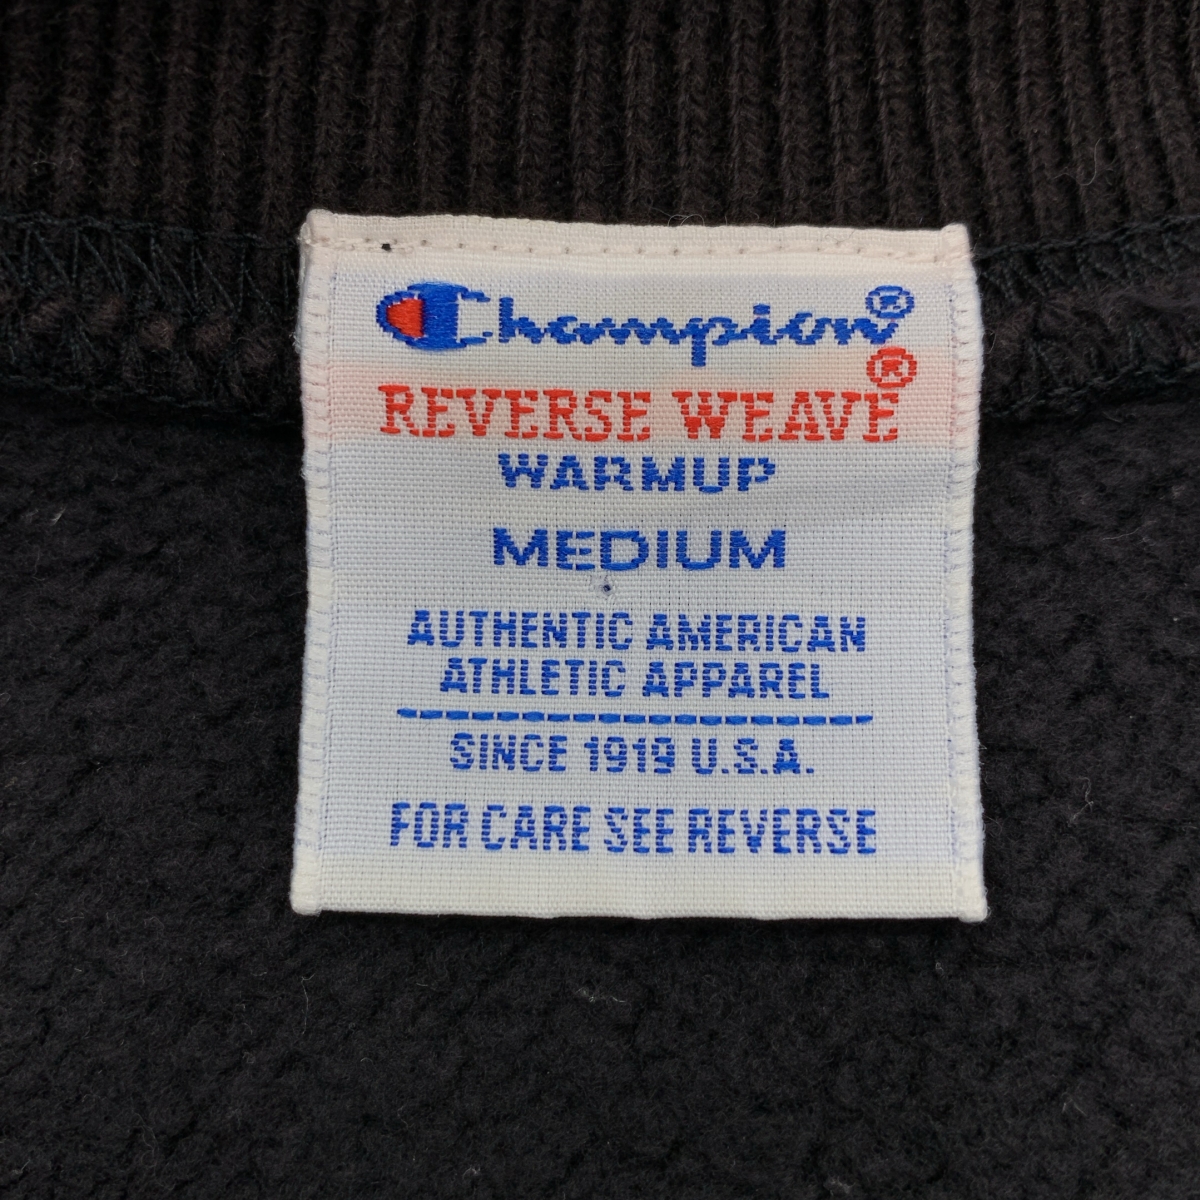 Champion®
REVERSE WEAVE®
WARMUP
MEDIUM
AUTHENTIC AMERICAN
ATHLETIC APPAREL
SINCE 1919 U.S.A.
FOR CARE SEE REVERSE